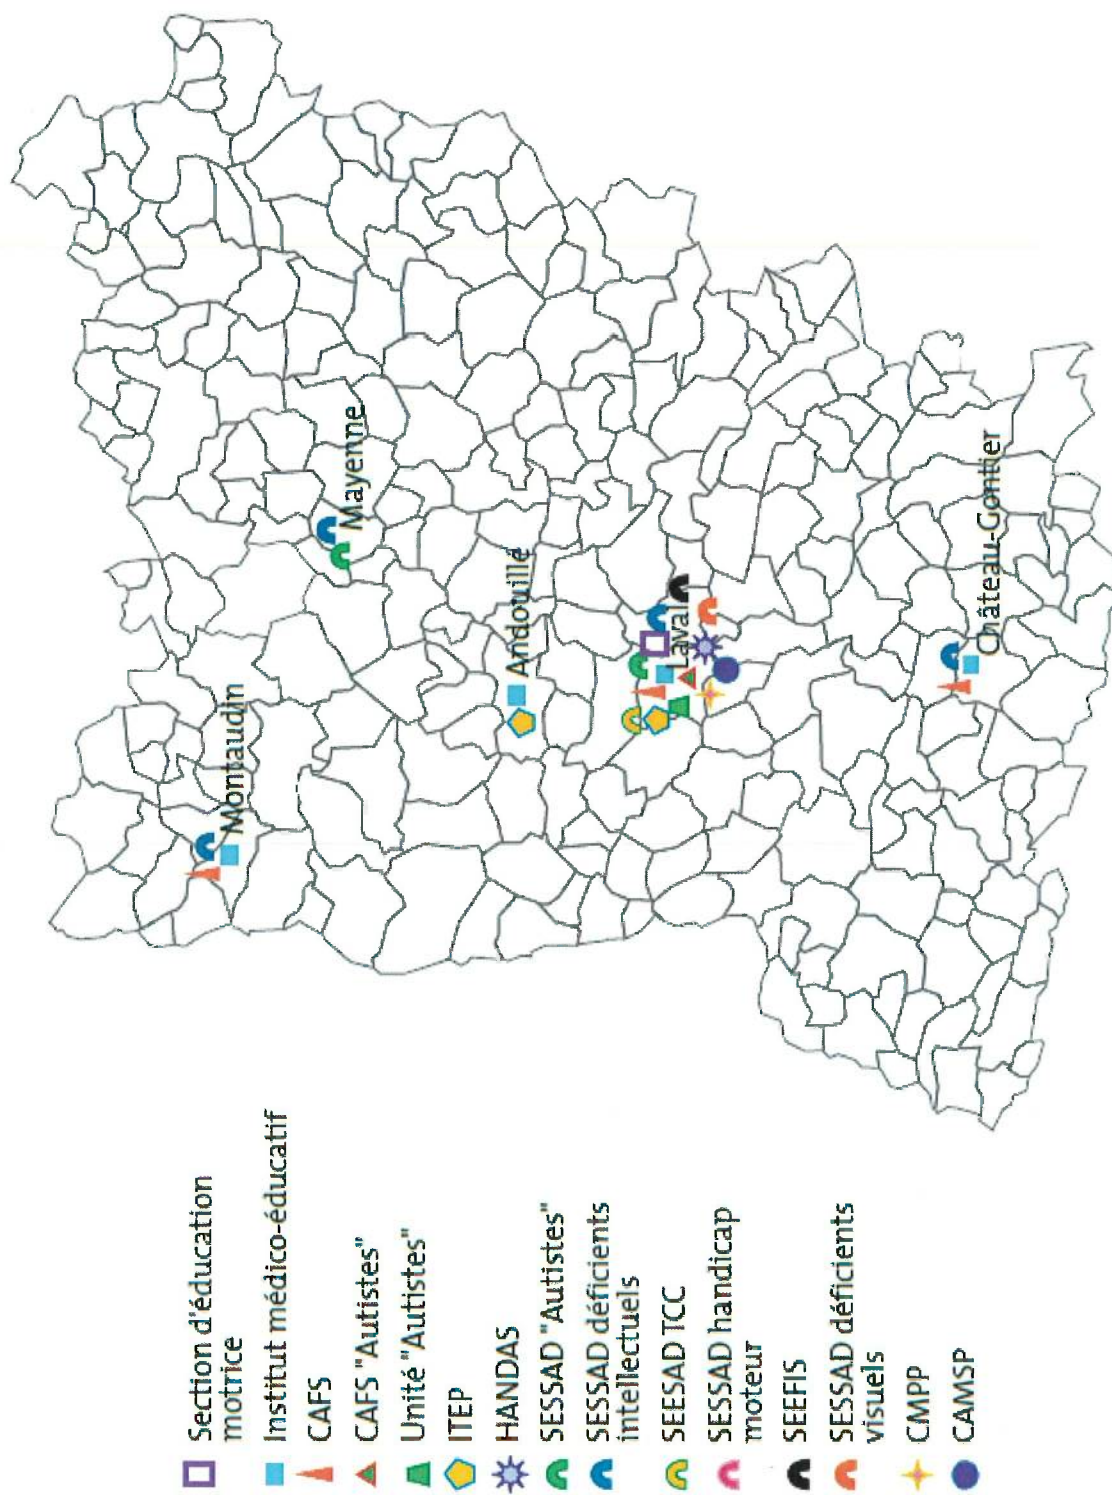 Section d'éducation
motrice
Institut médico-éducatif
CAFS
CAFS "Autistes"
Unité "Autistes"
ITEP
HANDAS
SESSAD "Autistes"
SESSAD déficients
intellectuels
SEESAD TCC
SESSAD handicap
moteur
SEEFIS
SESSAD déficients
visuels
CMPP
CAMSP
Montaudin
Mayenne
Andouillé
Laval
Château-Gontier